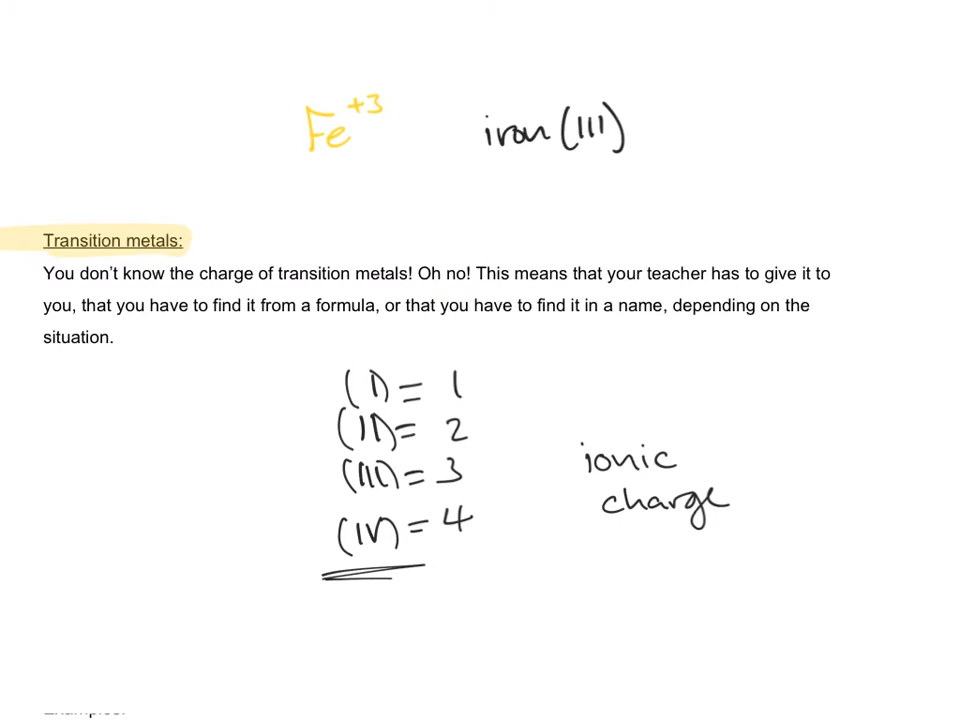 Fe+3 iron (III)
Transition metals:
You don't know the charge of transition metals! Oh no! This means that your teacher has to give it to
you, that you have to find it from a formula, or that you have to find it in a name, depending on the
situation.
(I) = 1
(II) = 2
(III) = 3
(IV) = 4
ionic
charge